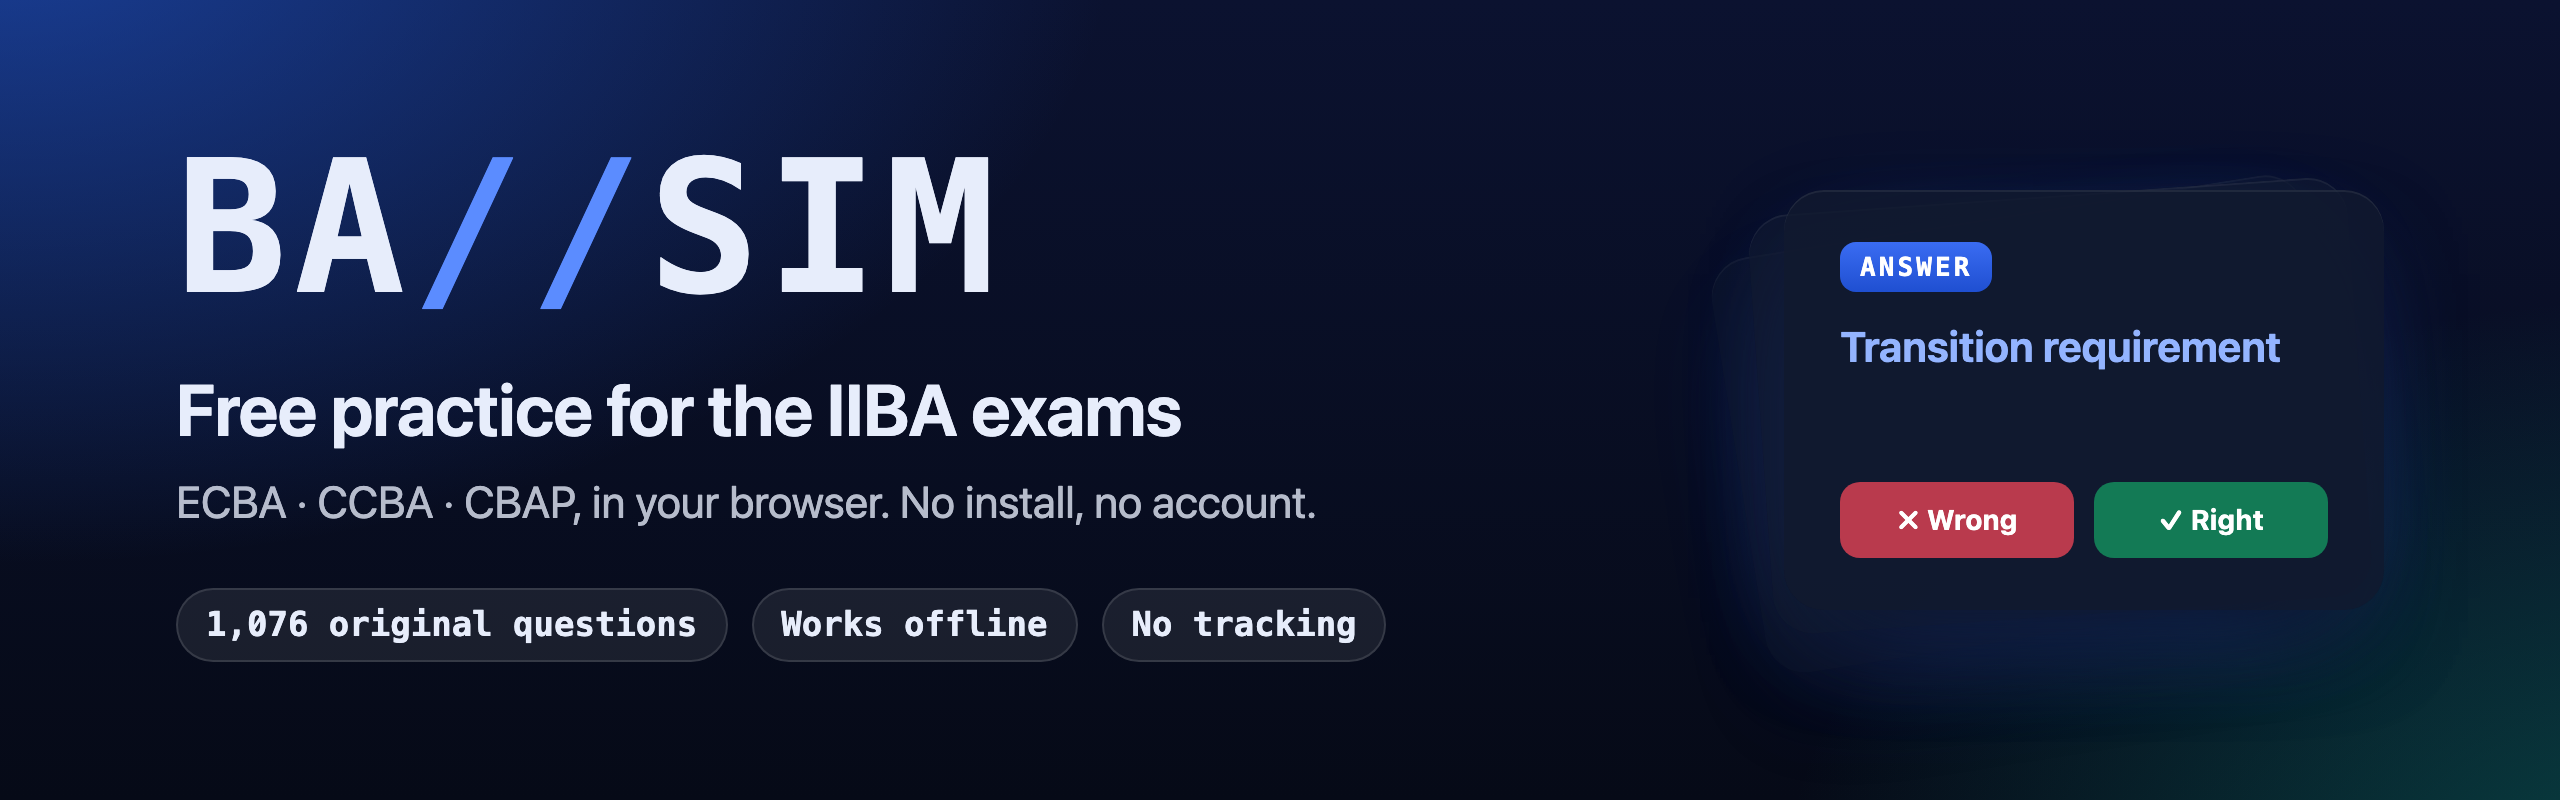 BA//SIM
Free practice for the IIBA exams
ECBA · CCBA · CBAP, in your browser. No install, no account.
1,076 original questions
Works offline
No tracking
ANSWER
Transition requirement
✕ Wrong
✓ Right